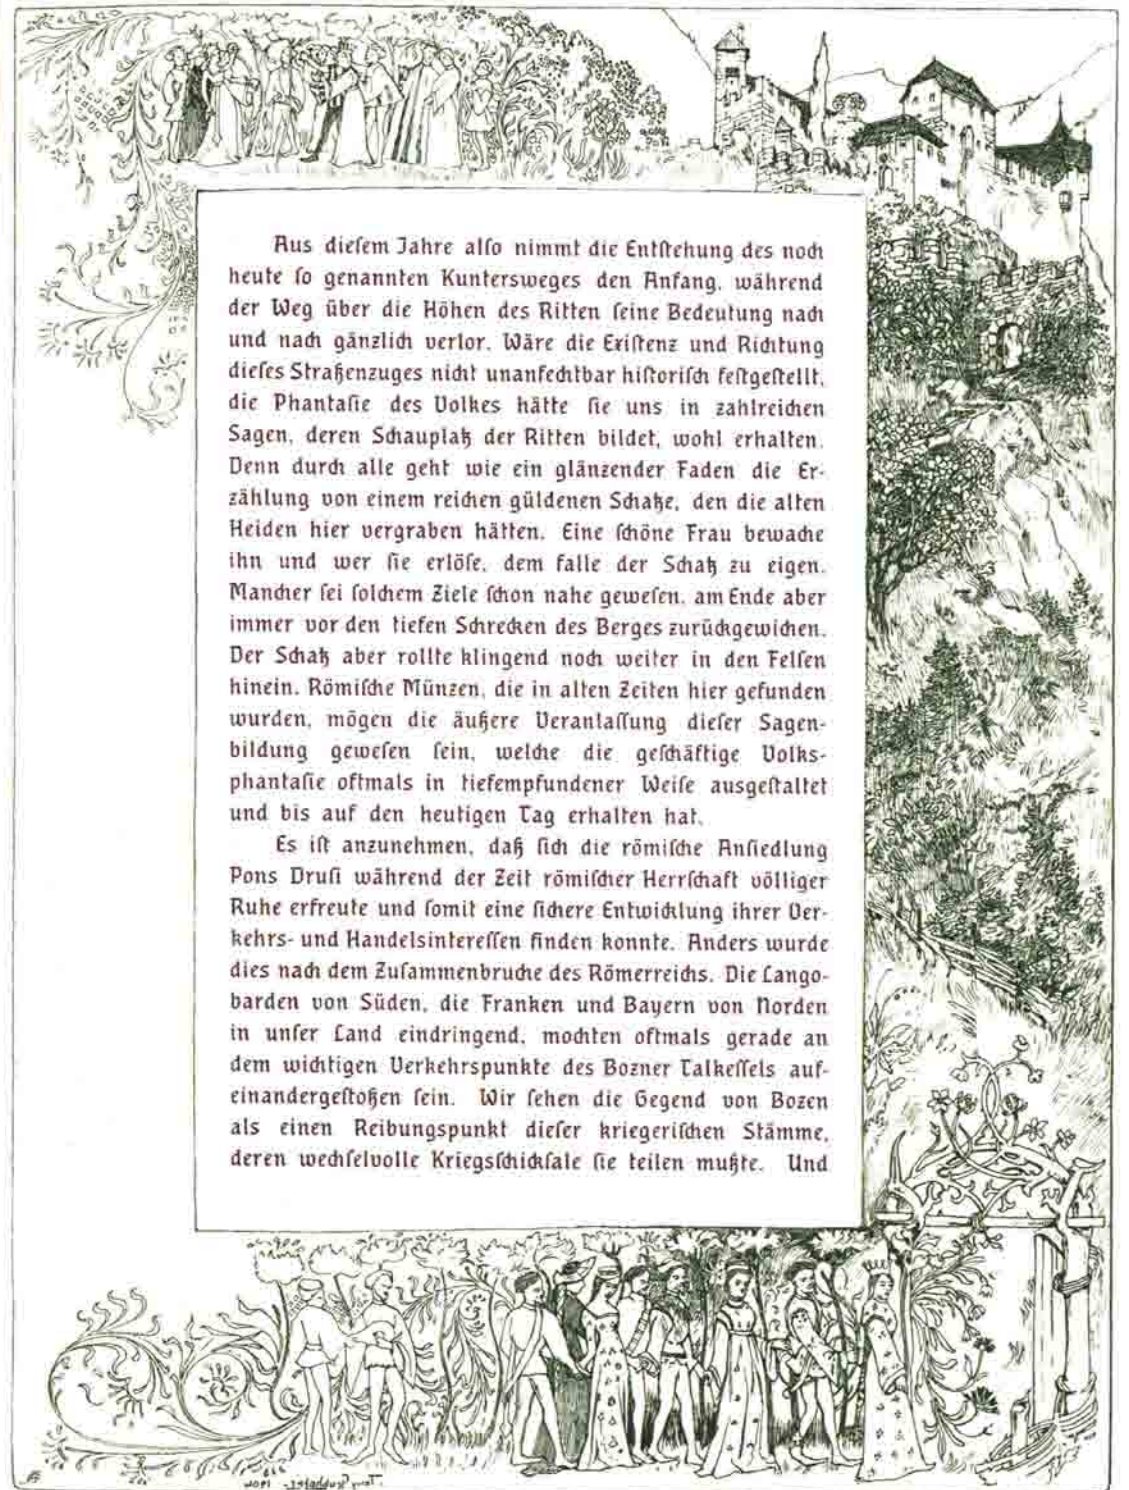 Aus dieſem Jahre alſo nimmt die Entſtehung des noch
heute ſo genannten Kuntersweges den Anfang, während
der Weg über die Höhen des Ritten ſeine Bedeutung nach
und nach gänzlich verlor. Wäre die Exiſtenz und Richtung
dieſes Straßenzuges nicht unanfechtbar hiſtoriſch feſtgeſtellt,
die Phantaſie des Volkes hätte ſie uns in zahlreichen
Sagen, deren Schauplatz der Ritten bildet, wohl erhalten.
Denn durch alle geht wie ein glänzender Faden die Er-
zählung von einem reichen güldenen Schatze, den die alten
Heiden hier vergraben hätten. Eine ſchöne Frau bewache
ihn und wer ſie erlöſe, dem falle der Schatz zu eigen.
Mancher ſei ſolchem Ziele ſchon nahe geweſen, am Ende aber
immer vor den tiefen Schrecken des Berges zurückgewichen.
Der Schatz aber rollte klingend noch weiter in den Felſen
hinein. Römiſche Münzen, die in alten Zeiten hier gefunden
wurden, mögen die äußere Veranlaſſung dieſer Sagen-
bildung geweſen ſein, welche die geſchäftige Volks-
phantaſie oftmals in tiefempfundener Weiſe ausgeſtaltet
und bis auf den heutigen Tag erhalten hat.
Es iſt anzunehmen, daß ſich die römiſche Anſiedlung
Pons Druſi während der Zeit römiſcher Herrſchaft völliger
Ruhe erfreute und ſomit eine ſichere Entwicklung ihrer Ver-
kehrs- und Handelsintereſſen finden konnte. Anders wurde
dies nach dem Zuſammenbruche des Römerreichs. Die Lango-
barden von Süden, die Franken und Bayern von Norden
in unſer Land eindringend, mochten oftmals gerade an
dem wichtigen Verkehrspunkte des Bozner Talkeſſels auf-
einandergeſtoßen ſein. Wir ſehen die Gegend von Bozen
als einen Reibungspunkt dieſer kriegeriſchen Stämme,
deren wechſelvolle Kriegsſchickſale ſie teilen mußte. Und